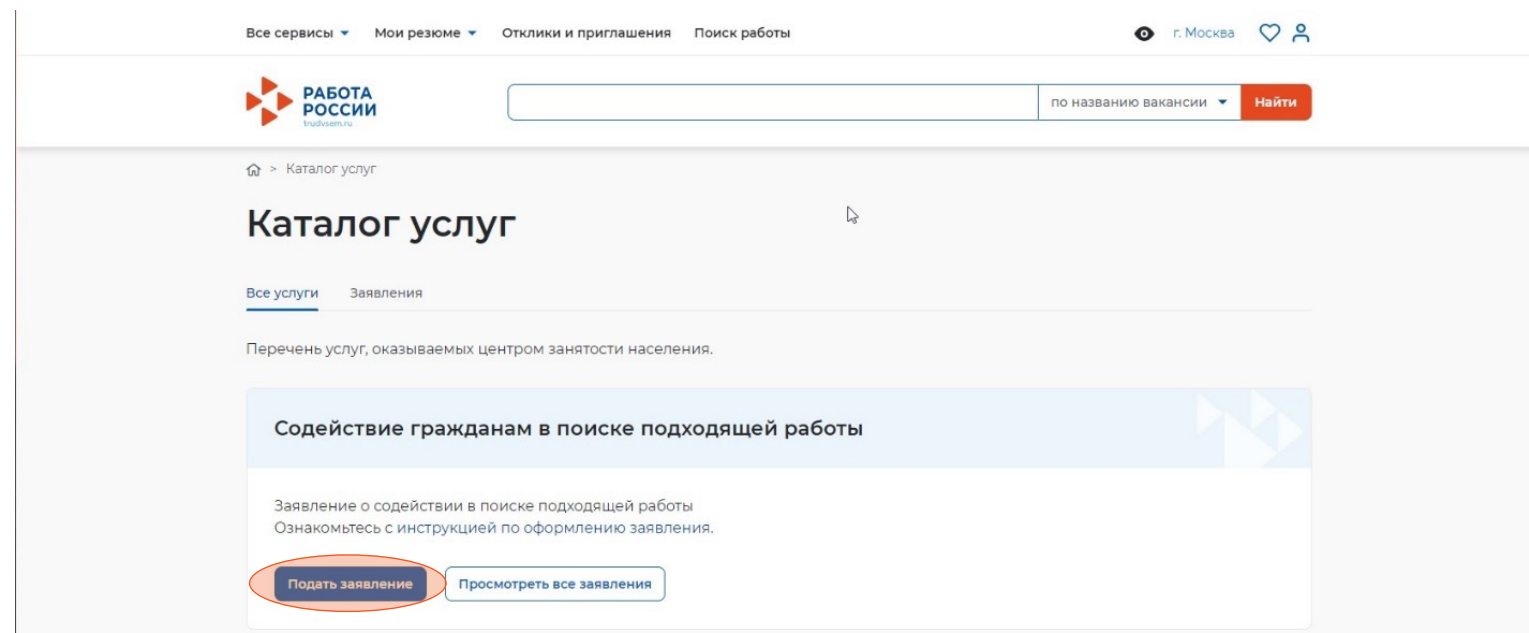 Все сервисы Мои резюме Отклики и приглашения Поиск работы г. Москва
РАБОТА
РОССИИ
trudvsem.ru
по названию вакансии Найти
> Каталог услуг
Каталог услуг
Все услуги Заявления
Перечень услуг, оказываемых центром занятости населения.
Содействие гражданам в поиске подходящей работы
Заявление о содействии в поиске подходящей работы
Ознакомьтесь с инструкцией по оформлению заявления.
Подать заявление Просмотреть все заявления